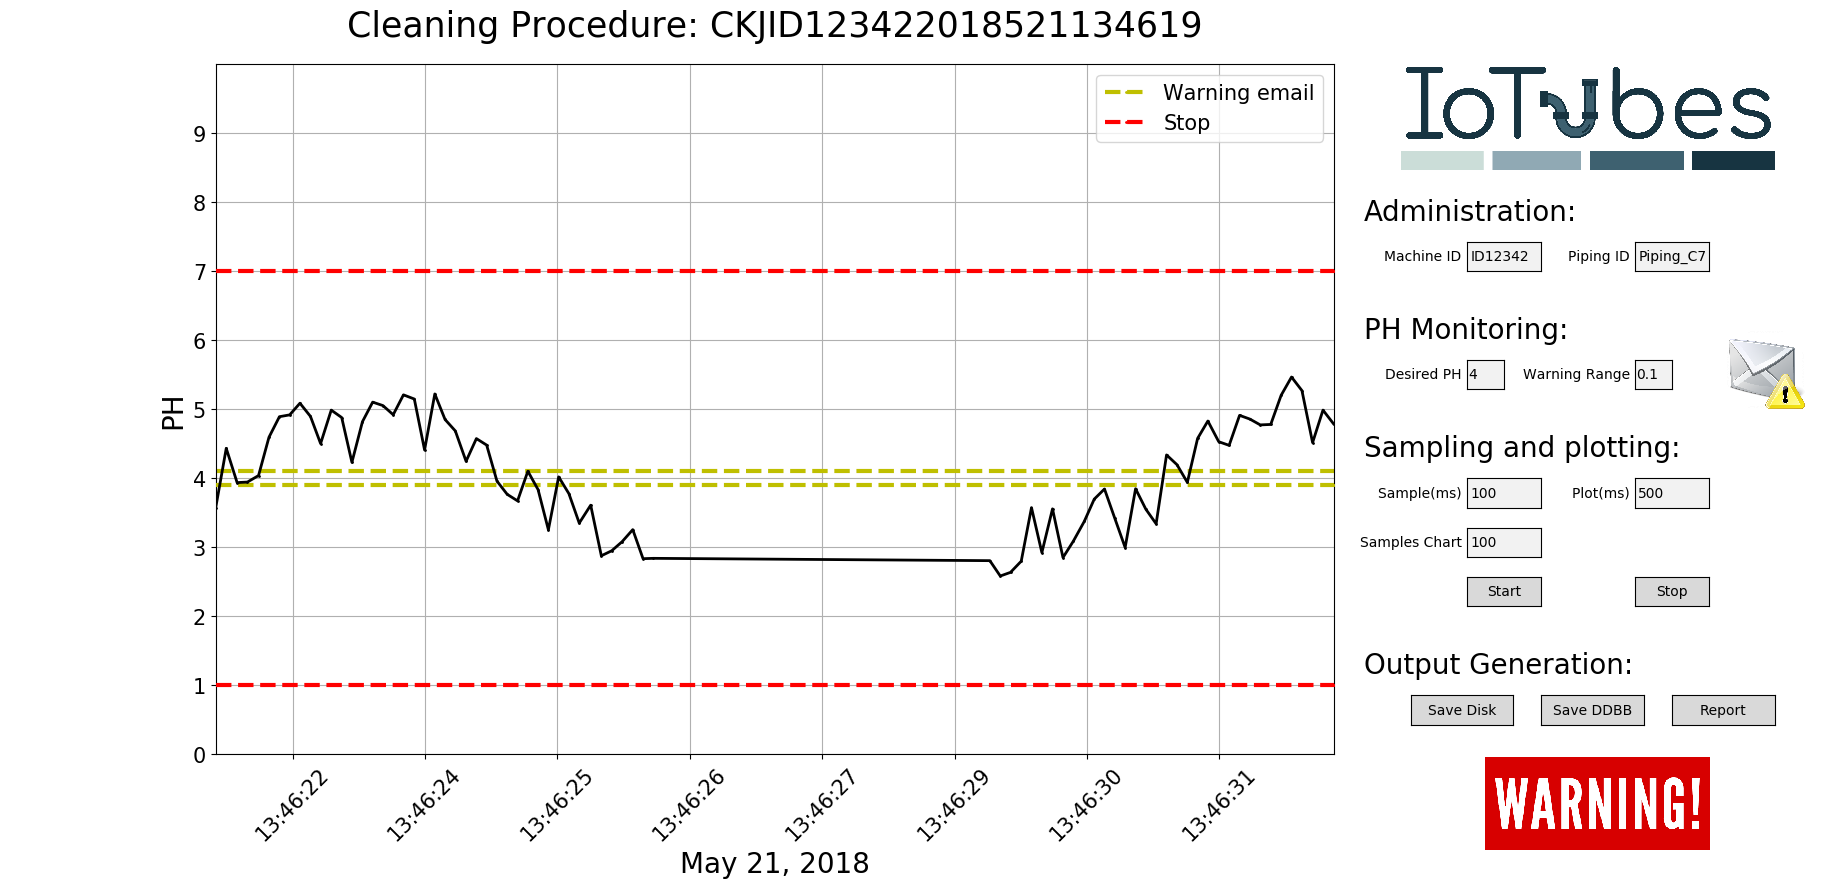 Cleaning Procedure: CKJID123422018521134619
Warning email
Stop
9
8
7
6
5
4
3
2
1
0
PH
13:46:22
13:46:24
13:46:25
13:46:26
13:46:27
13:46:29
13:46:30
13:46:31
May 21, 2018
IoTubes
Administration:
Machine ID ID12342 Piping ID Piping_C7
PH Monitoring:
Desired PH 4 Warning Range 0.1
Sampling and plotting:
Sample(ms) 100 Plot(ms) 500
Samples Chart 100
Start Stop
Output Generation:
Save Disk Save DDBB Report
WARNING!